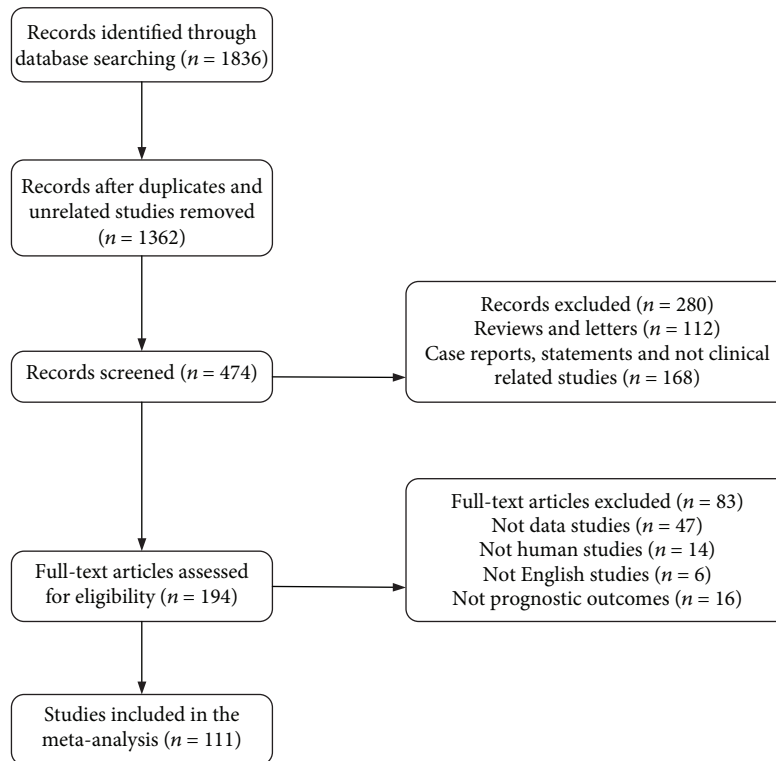 Records identified through
database searching (n = 1836)
Records after duplicates and
unrelated studies removed
(n = 1362)
Records screened (n = 474)
Records excluded (n = 280)
Reviews and letters (n = 112)
Case reports, statements and not clinical
related studies (n = 168)
Full-text articles assessed
for eligibility (n = 194)
Full-text articles excluded (n = 83)
Not data studies (n = 47)
Not human studies (n = 14)
Not English studies (n = 6)
Not prognostic outcomes (n = 16)
Studies included in the
meta-analysis (n = 111)